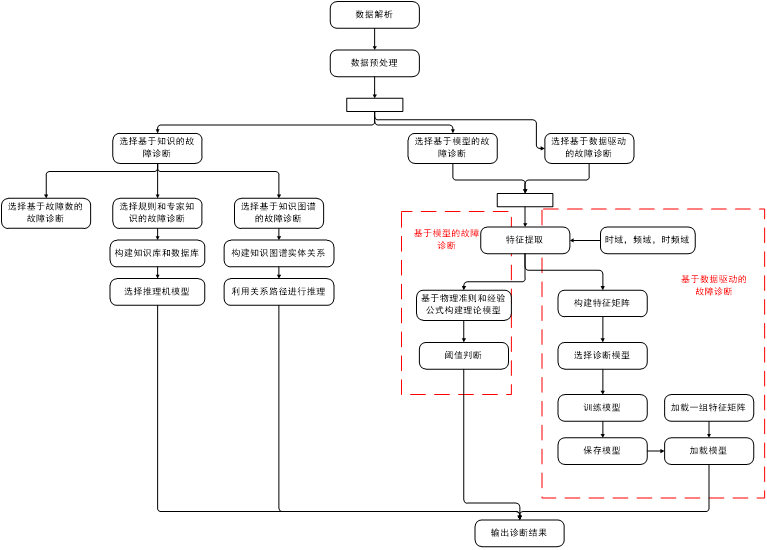 数据解析
数据预处理
选择基于知识的故
障诊断
选择基于模型的故
障诊断
选择基于数据驱动
的故障诊断
选择基于故障数的
故障诊断
选择规则和专家知
识的故障诊断
选择基于知识图谱
的故障诊断
基于模型的故障
诊断
特征提取
时域，频域，时频域
构建知识库和数据库
构建知识图谱实体关系
基于数据驱动的
故障诊断
选择推理机模型
利用关系路径进行推理
基于物理准则和经验
公式构建理论模型
构建特征矩阵
阈值判断
选择诊断模型
训练模型
加载一组特征矩阵
保存模型
加载模型
输出诊断结果